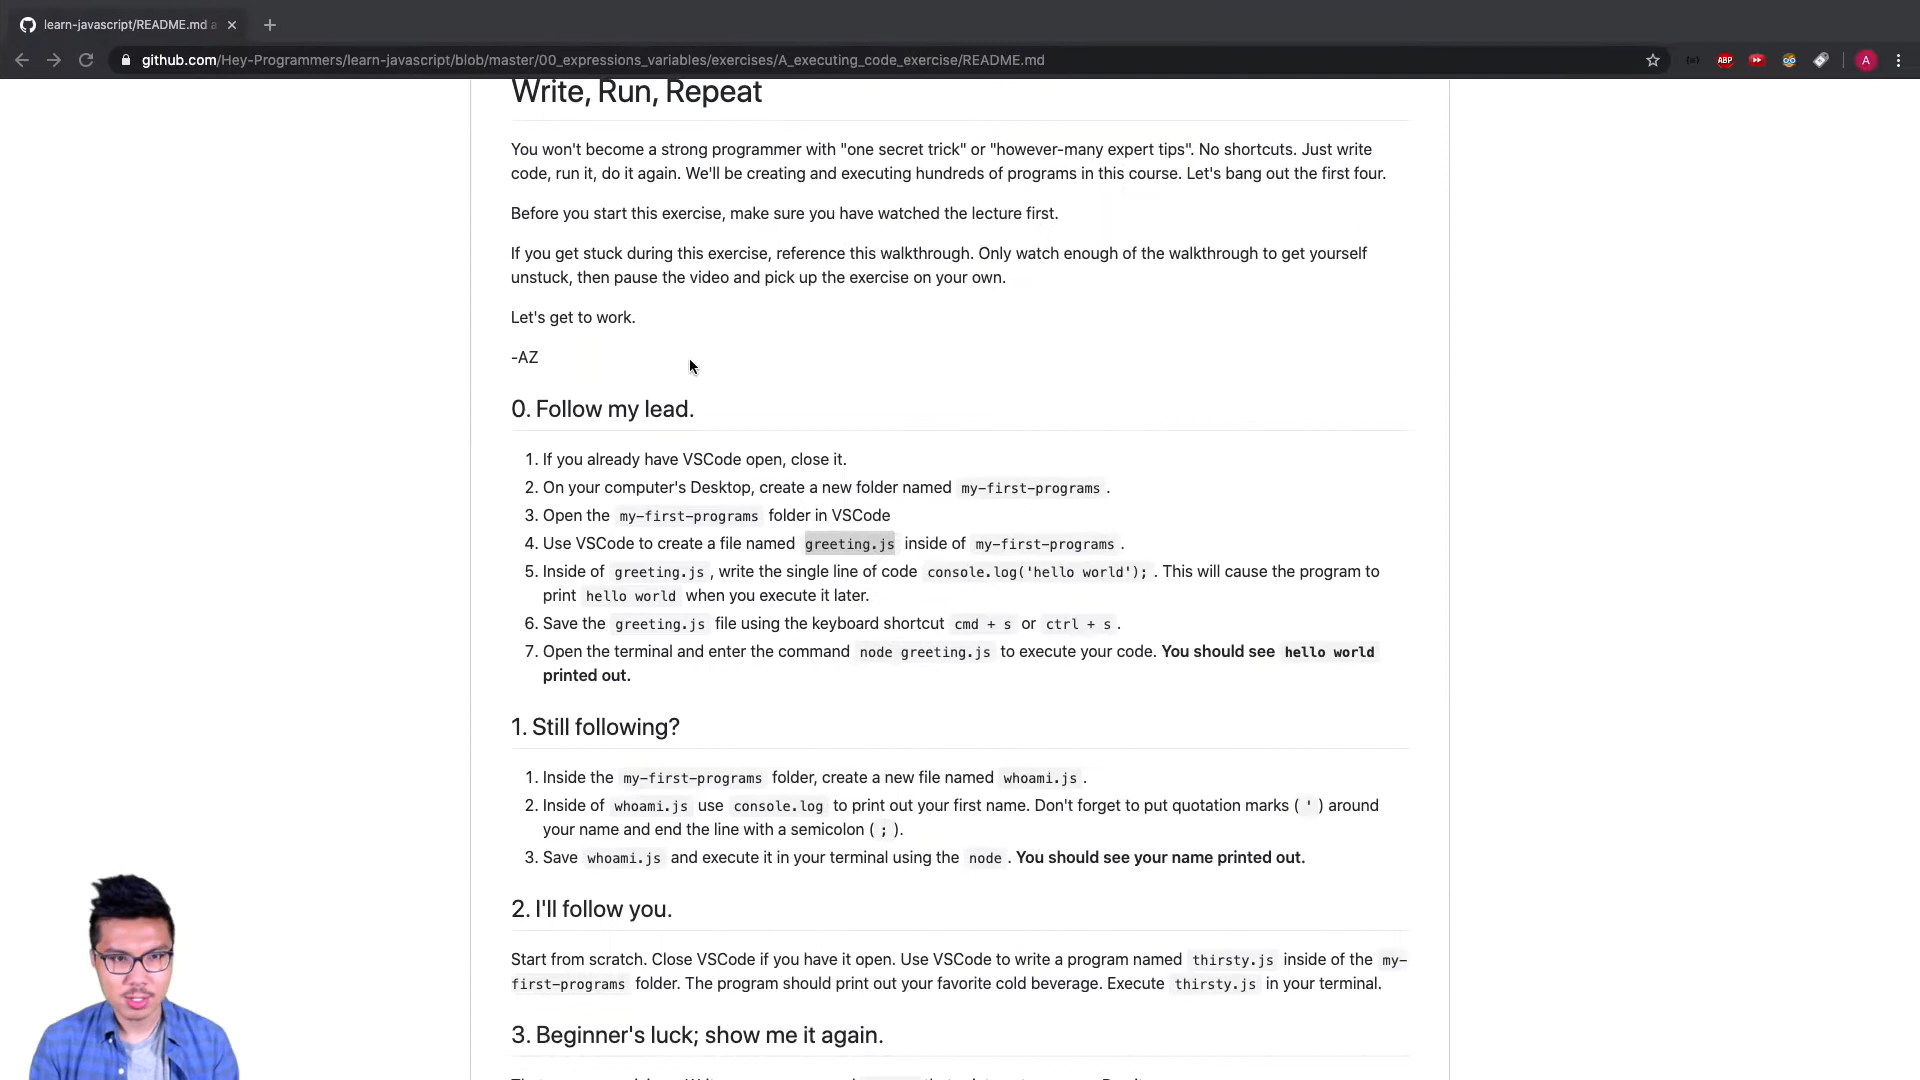 learn-javascript/README.md a
github.com/Hey-Programmers/learn-javascript/blob/master/00_expressions_variables/exercises/A_executing_code_exercise/README.md
ABP
A
Write, Run, Repeat
You won't become a strong programmer with "one secret trick" or "however-many expert tips". No shortcuts. Just write
code, run it, do it again. We'll be creating and executing hundreds of programs in this course. Let's bang out the first four.
Before you start this exercise, make sure you have watched the lecture first.
If you get stuck during this exercise, reference this walkthrough. Only watch enough of the walkthrough to get yourself
unstuck, then pause the video and pick up the exercise on your own.
Let's get to work.
-AZ
0. Follow my lead.
1. If you already have VSCode open, close it.
2. On your computer's Desktop, create a new folder named my-first-programs .
3. Open the my-first-programs folder in VSCode
4. Use VSCode to create a file named greeting.js inside of my-first-programs .
5. Inside of greeting.js , write the single line of code console.log('hello world'); . This will cause the program to
print hello world when you execute it later.
6. Save the greeting.js file using the keyboard shortcut cmd + s or ctrl + s .
7. Open the terminal and enter the command node greeting.js to execute your code. You should see hello world
printed out.
1. Still following?
1. Inside the my-first-programs folder, create a new file named whoami.js .
2. Inside of whoami.js use console.log to print out your first name. Don't forget to put quotation marks ( ' ) around
your name and end the line with a semicolon ( ; ).
3. Save whoami.js and execute it in your terminal using the node . You should see your name printed out.
2. I'll follow you.
Start from scratch. Close VSCode if you have it open. Use VSCode to write a program named thirsty.js inside of the my-
first-programs folder. The program should print out your favorite cold beverage. Execute thirsty.js in your terminal.
3. Beginner's luck; show me it again.